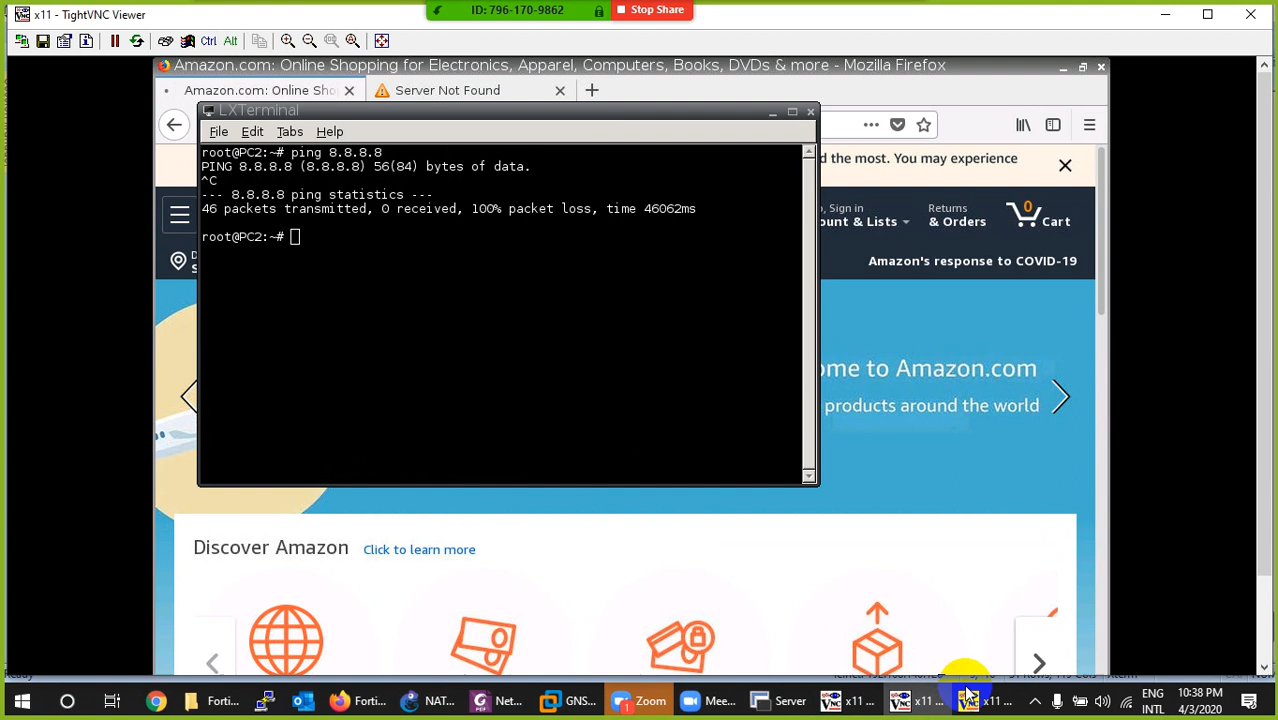 ID: 796-170-9862
Stop Share
x11 - TightVNC Viewer
Ctrl Alt
Amazon.com: Online Shopping for Electronics, Apparel, Computers, Books, DVDs & more - Mozilla Firefox
Amazon.com: Online Sho
Server Not Found
LXTerminal
File Edit Tabs Help
root@PC2:~# ping 8.8.8.8
PING 8.8.8.8 (8.8.8.8) 56(84) bytes of data.
^C
--- 8.8.8.8 ping statistics ---
46 packets transmitted, 0 received, 100% packet loss, time 46062ms
root@PC2:~#
d the most. You may experience
, Sign in
ount & Lists
Returns
& Orders
0
Cart
Amazon's response to COVID-19
ome to Amazon.com
products around the world
Discover Amazon Click to learn more
Forti...
Forti...
NAT...
Net...
GNS...
1
Zoom
Mee...
Server
x11 ...
x11 ...
x11 ...
ENG
INTL
10:38 PM
4/3/2020